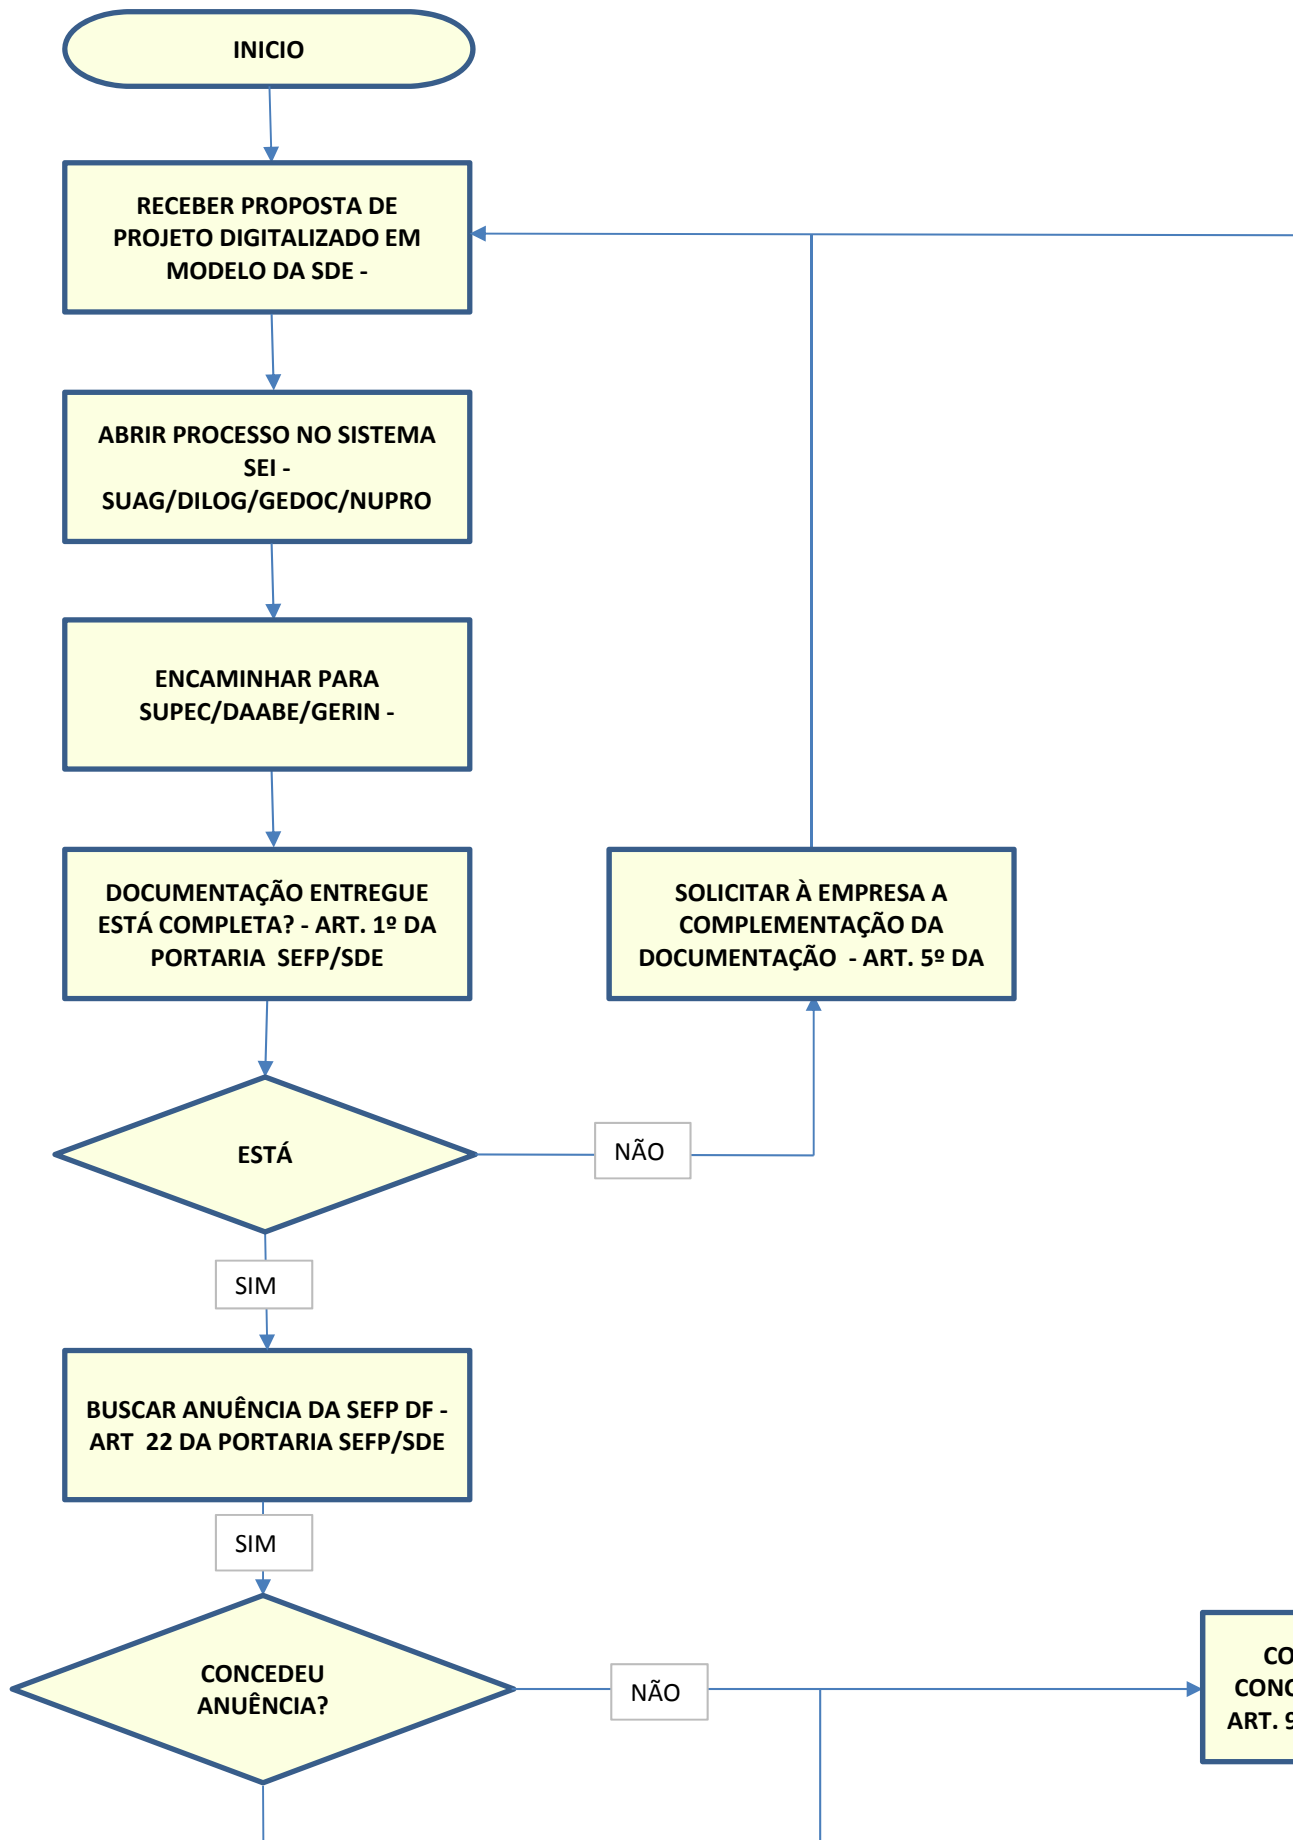 INICIO
RECEBER PROPOSTA DE
PROJETO DIGITALIZADO EM
MODELO DA SDE -
ABRIR PROCESSO NO SISTEMA
SEI -
SUAG/DILOG/GEDOC/NUPRO
ENCAMINHAR PARA
SUPEC/DAABE/GERIN -
DOCUMENTAÇÃO ENTREGUE
ESTÁ COMPLETA? - ART. 1º DA
PORTARIA SEFP/SDE
SOLICITAR À EMPRESA A
COMPLEMENTAÇÃO DA
DOCUMENTAÇÃO - ART. 5º DA
ESTÁ
NÃO
SIM
BUSCAR ANUÊNCIA DA SEFP DF -
ART 22 DA PORTARIA SEFP/SDE
SIM
CONCEDEU
ANUÊNCIA?
NÃO
ART. 9